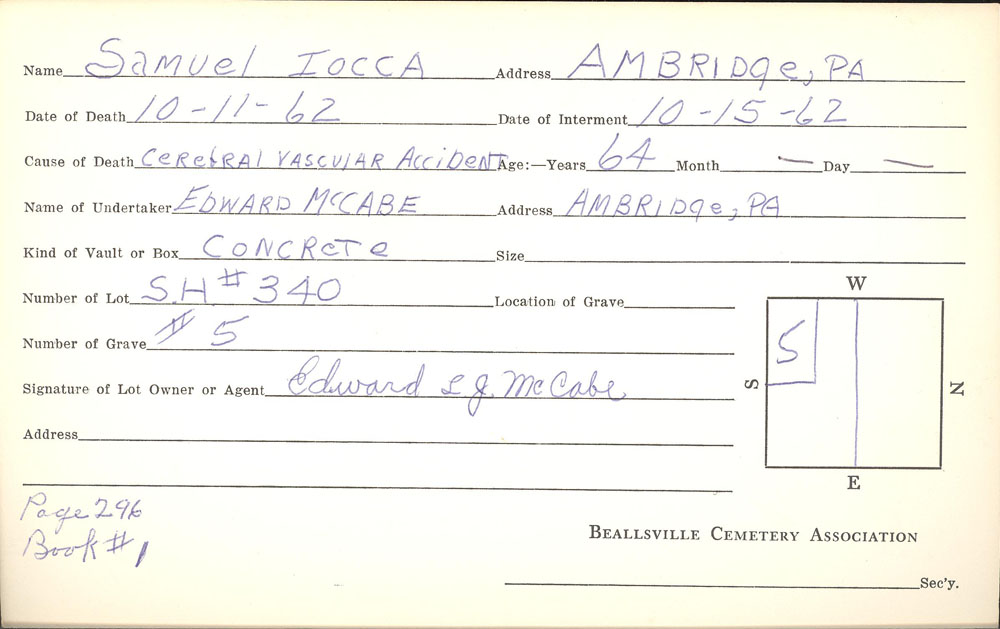 Name Samuel Iocca Address AMBRIDge, PA
Date of Death 10-11-62 Date of Interment 10-15-62
Cause of Death CeRebRAl VASCUlAR AcciDeNT Age:—Years 64 Month — Day —
Name of Undertaker EDWARD McCABE Address AMBRIDge, PA
Kind of Vault or Box CONCReTe Size
Number of Lot S.H # 340 Location of Grave
Number of Grave # 5
Signature of Lot Owner or Agent Edward L J. McCabe
Address
W
S
5
N
E
Page 296
Book # 1
BEALLSVILLE CEMETERY ASSOCIATION
Sec'y.